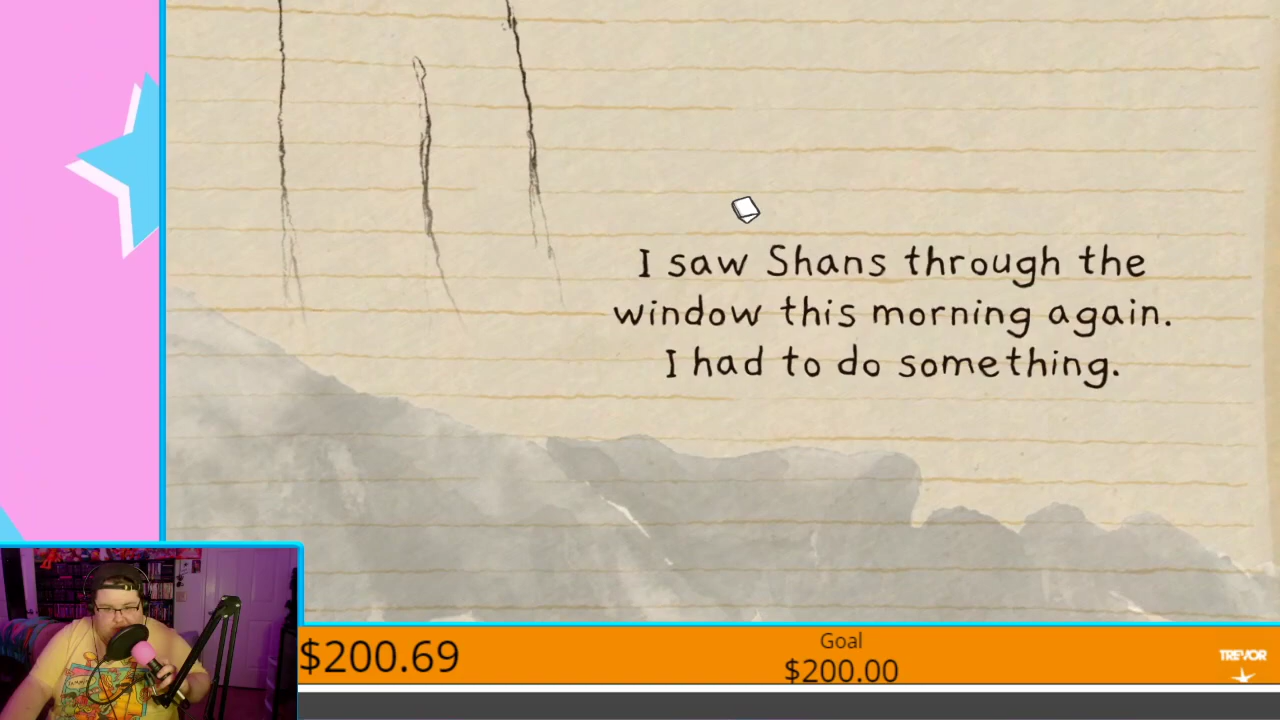 I saw Shans through the
window this morning again.
I had to do something.
$200.69
Goal
$200.00
TREVOR